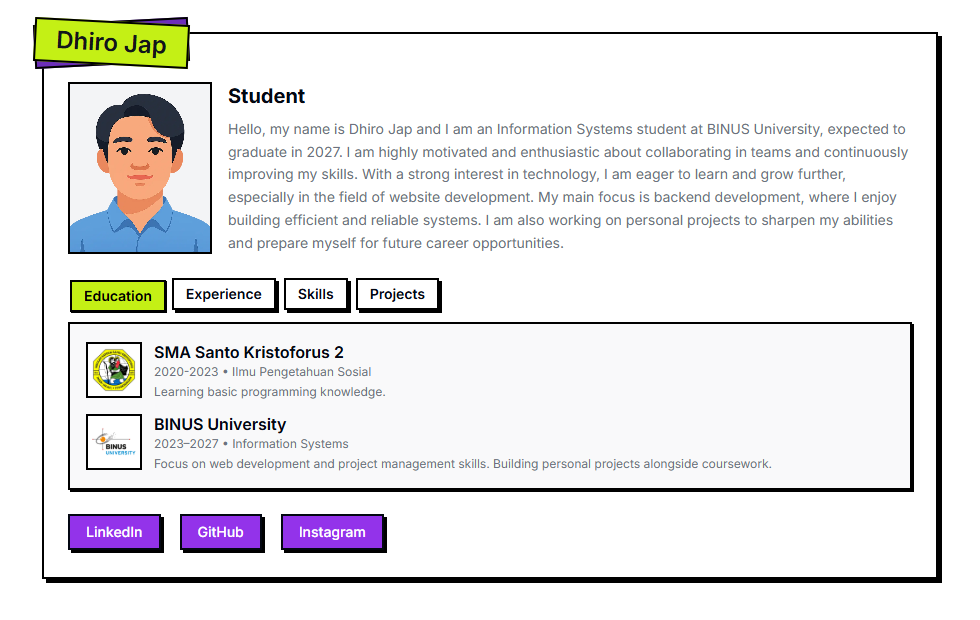 Dhiro Jap
Student
Hello, my name is Dhiro Jap and I am an Information Systems student at BINUS University, expected to
graduate in 2027. I am highly motivated and enthusiastic about collaborating in teams and continuously
improving my skills. With a strong interest in technology, I am eager to learn and grow further,
especially in the field of website development. My main focus is backend development, where I enjoy
building efficient and reliable systems. I am also working on personal projects to sharpen my abilities
and prepare myself for future career opportunities.
Education Experience Skills Projects
SMA Santo Kristoforus 2
2020-2023 • Ilmu Pengetahuan Sosial
Learning basic programming knowledge.
BINUS
UNIVERSITY
BINUS University
2023–2027 • Information Systems
Focus on web development and project management skills. Building personal projects alongside coursework.
LinkedIn GitHub Instagram